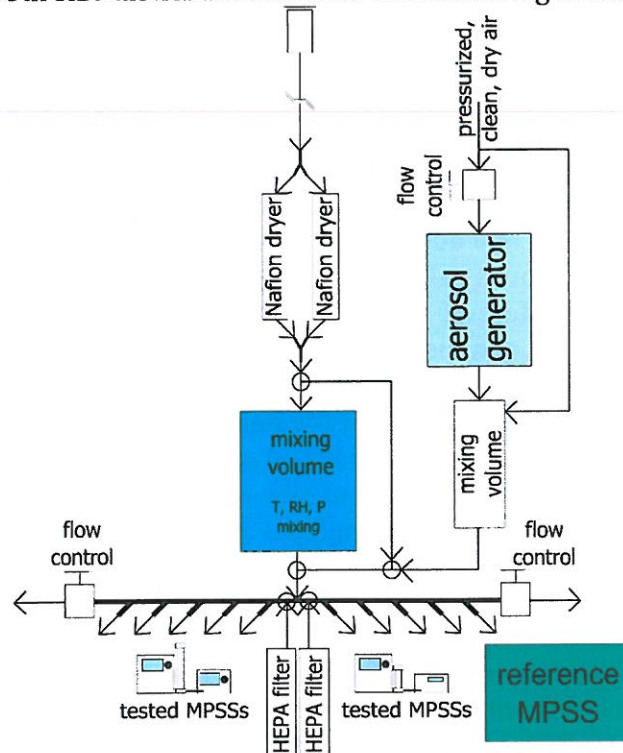 pressurized,
clean, dry air
flow
control
Nafion dryer
Nafion dryer
aerosol
generator
mixing
volume
T, RH, P
mixing
mixing
volume
flow
control
flow
control
HEPA filter
HEPA filter
tested MPSSs
tested MPSSs
reference
MPSS